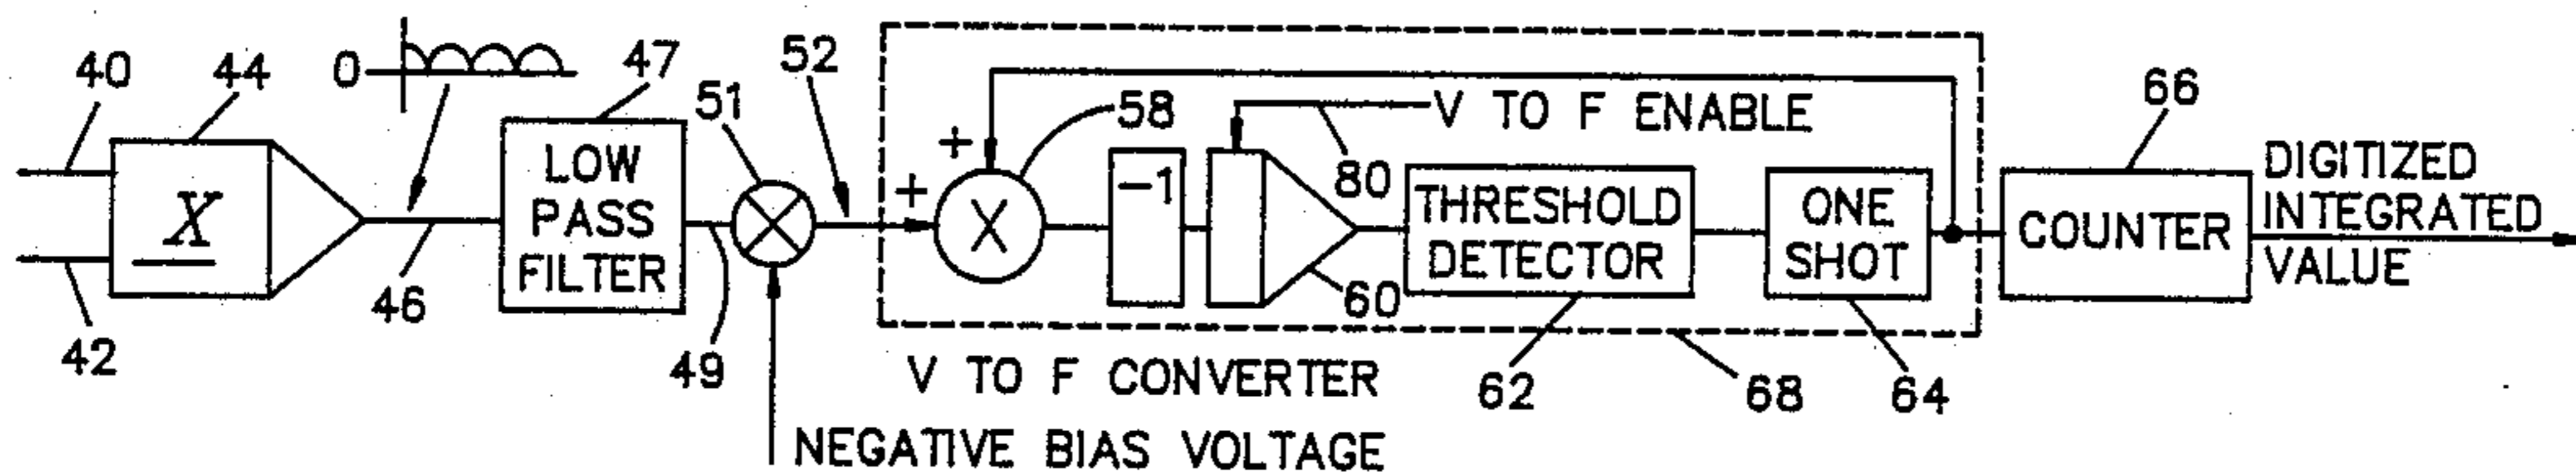 40
44
0
47
52
51
58
V TO F ENABLE
66
80
X
LOW
PASS
FILTER
+
+
X
-1
THRESHOLD
DETECTOR
ONE
SHOT
COUNTER
DIGITIZED
INTEGRATED
VALUE
42
46
49
60
62
68
64
V TO F CONVERTER
NEGATIVE BIAS VOLTAGE